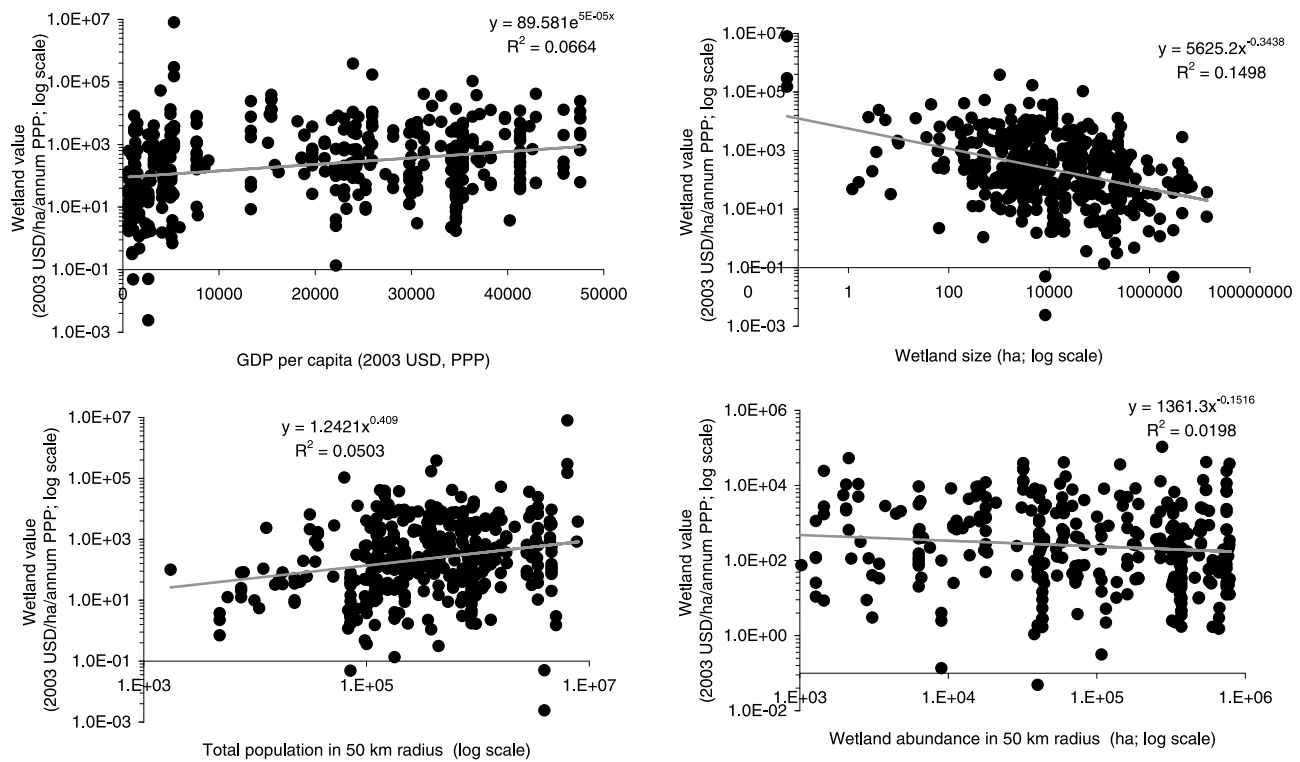 1.0E+07
1.0E+05
1.0E+03
1.0E+01
1.0E-01
1.0E-03
0
10000
20000
30000
40000
50000
y = 89.581e^5E-05x
R² = 0.0664
Wetland value
(2003 USD/ha/annum PPP; log scale)
GDP per capita (2003 USD, PPP)
1.0E+07
1.0E+05
1.0E+03
1.0E+01
1.0E-01
1.0E-03
0
1
100
10000
1000000
100000000
y = 5625.2x^-0.3438
R² = 0.1498
Wetland value
(2003 USD/ha/annum PPP; log scale)
Wetland size (ha; log scale)
1.0E+07
1.0E+05
1.0E+03
1.0E+01
1.0E-01
1.0E-03
1.E+03
1.E+05
1.E+07
y = 1.2421x^0.409
R² = 0.0503
Wetland value
(2003 USD/ha/annum PPP; log scale)
Total population in 50 km radius (log scale)
1.0E+06
1.0E+04
1.0E+02
1.0E+00
1.0E-02
1.E+03
1.E+04
1.E+05
1.E+06
y = 1361.3x^-0.1516
R² = 0.0198
Wetland value
(2003 USD/ha/annum PPP; log scale)
Wetland abundance in 50 km radius (ha; log scale)